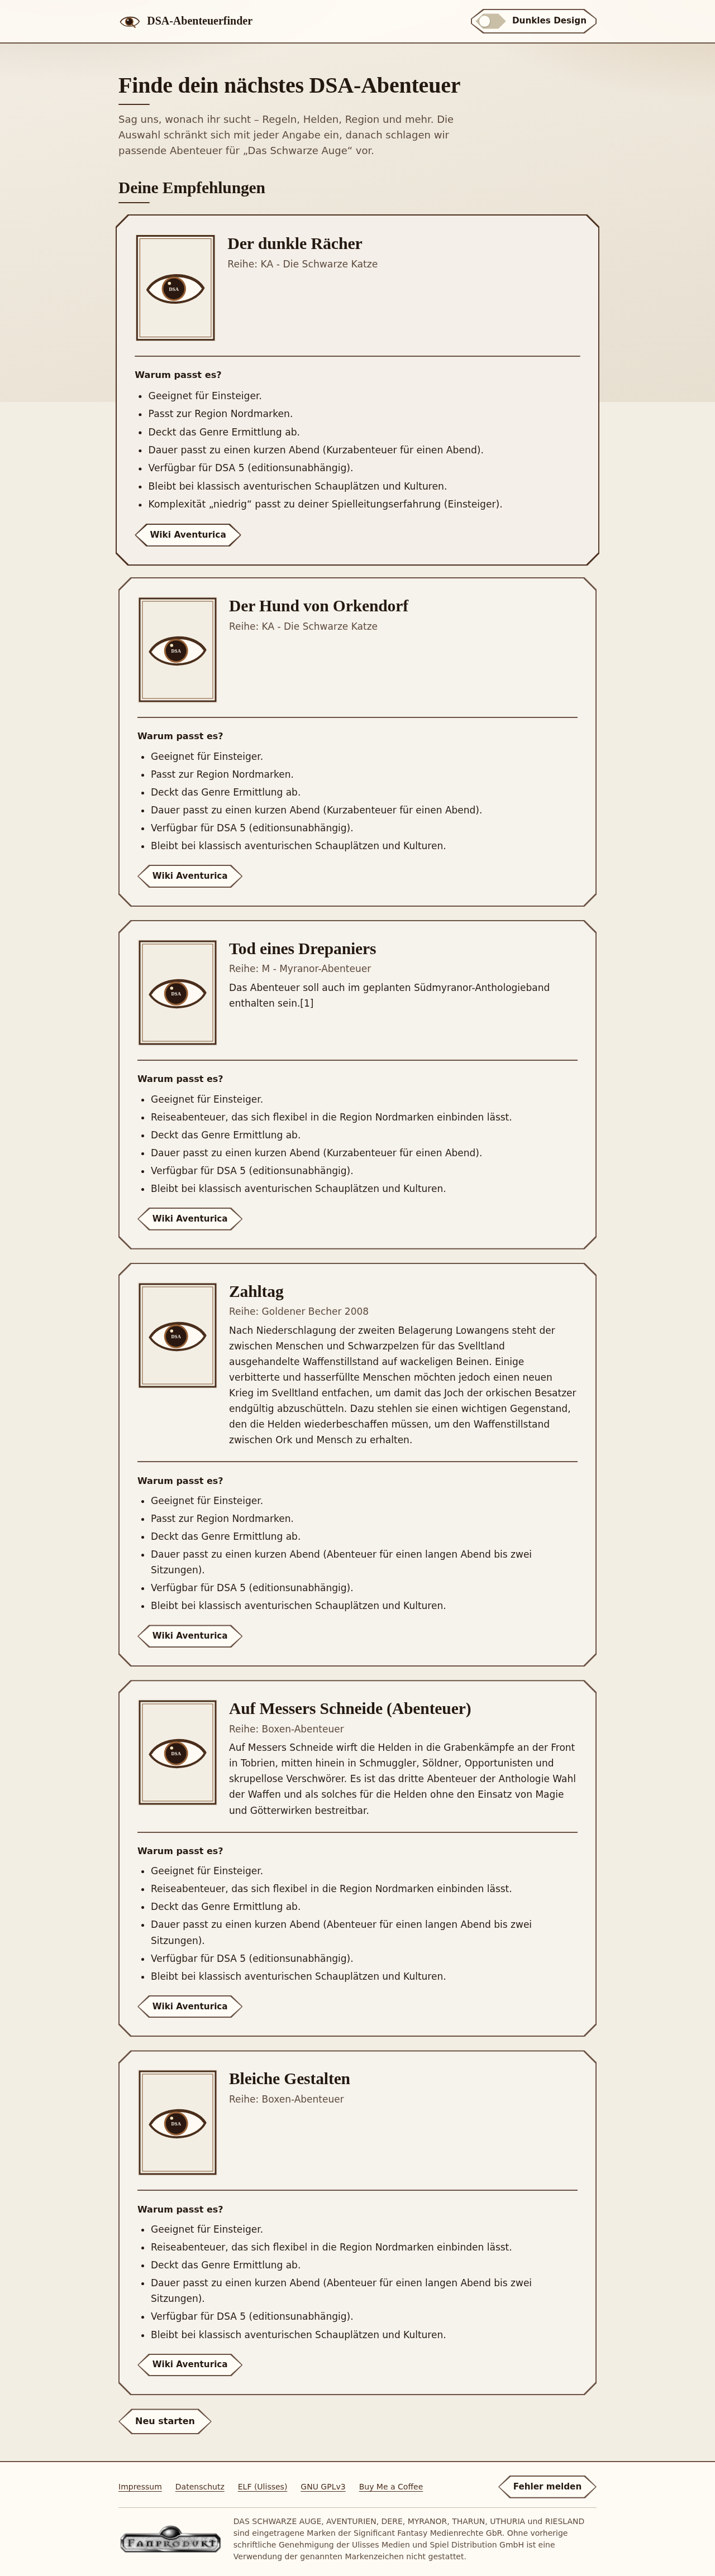 DSA-Abenteuerfinder
Dunkles Design
Finde dein nächstes DSA-Abenteuer
Sag uns, wonach ihr sucht – Regeln, Helden, Region und mehr. Die
Auswahl schränkt sich mit jeder Angabe ein, danach schlagen wir
passende Abenteuer für „Das Schwarze Auge“ vor.
Deine Empfehlungen
DSA
Der dunkle Rächer
Reihe: KA - Die Schwarze Katze
Warum passt es?
• Geeignet für Einsteiger.
• Passt zur Region Nordmarken.
• Deckt das Genre Ermittlung ab.
• Dauer passt zu einen kurzen Abend (Kurzabenteuer für einen Abend).
• Verfügbar für DSA 5 (editionsunabhängig).
• Bleibt bei klassisch aventurischen Schauplätzen und Kulturen.
• Komplexität „niedrig“ passt zu deiner Spielleitungserfahrung (Einsteiger).
Wiki Aventurica
DSA
Der Hund von Orkendorf
Reihe: KA - Die Schwarze Katze
Warum passt es?
• Geeignet für Einsteiger.
• Passt zur Region Nordmarken.
• Deckt das Genre Ermittlung ab.
• Dauer passt zu einen kurzen Abend (Kurzabenteuer für einen Abend).
• Verfügbar für DSA 5 (editionsunabhängig).
• Bleibt bei klassisch aventurischen Schauplätzen und Kulturen.
Wiki Aventurica
DSA
Tod eines Drepaniers
Reihe: M - Myranor-Abenteuer
Das Abenteuer soll auch im geplanten Südmyranor-Anthologieband
enthalten sein.[1]
Warum passt es?
• Geeignet für Einsteiger.
• Reiseabenteuer, das sich flexibel in die Region Nordmarken einbinden lässt.
• Deckt das Genre Ermittlung ab.
• Dauer passt zu einen kurzen Abend (Kurzabenteuer für einen Abend).
• Verfügbar für DSA 5 (editionsunabhängig).
• Bleibt bei klassisch aventurischen Schauplätzen und Kulturen.
Wiki Aventurica
DSA
Zahltag
Reihe: Goldener Becher 2008
Nach Niederschlagung der zweiten Belagerung Lowangens steht der
zwischen Menschen und Schwarzpelzen für das Svelltland
ausgehandelte Waffenstillstand auf wackeligen Beinen. Einige
verbitterte und hasserfüllte Menschen möchten jedoch einen neuen
Krieg im Svelltland entfachen, um damit das Joch der orkischen Besatzer
endgültig abzuschütteln. Dazu stehlen sie einen wichtigen Gegenstand,
den die Helden wiederbeschaffen müssen, um den Waffenstillstand
zwischen Ork und Mensch zu erhalten.
Warum passt es?
• Geeignet für Einsteiger.
• Passt zur Region Nordmarken.
• Deckt das Genre Ermittlung ab.
• Dauer passt zu einen kurzen Abend (Abenteuer für einen langen Abend bis zwei
Sitzungen).
• Verfügbar für DSA 5 (editionsunabhängig).
• Bleibt bei klassisch aventurischen Schauplätzen und Kulturen.
Wiki Aventurica
DSA
Auf Messers Schneide (Abenteuer)
Reihe: Boxen-Abenteuer
Auf Messers Schneide wirft die Helden in die Grabenkämpfe an der Front
in Tobrien, mitten hinein in Schmuggler, Söldner, Opportunisten und
skrupellose Verschwörer. Es ist das dritte Abenteuer der Anthologie Wahl
der Waffen und als solches für die Helden ohne den Einsatz von Magie
und Götterwirken bestreitbar.
Warum passt es?
• Geeignet für Einsteiger.
• Reiseabenteuer, das sich flexibel in die Region Nordmarken einbinden lässt.
• Deckt das Genre Ermittlung ab.
• Dauer passt zu einen kurzen Abend (Abenteuer für einen langen Abend bis zwei
Sitzungen).
• Verfügbar für DSA 5 (editionsunabhängig).
• Bleibt bei klassisch aventurischen Schauplätzen und Kulturen.
Wiki Aventurica
DSA
Bleiche Gestalten
Reihe: Boxen-Abenteuer
Warum passt es?
• Geeignet für Einsteiger.
• Reiseabenteuer, das sich flexibel in die Region Nordmarken einbinden lässt.
• Deckt das Genre Ermittlung ab.
• Dauer passt zu einen kurzen Abend (Abenteuer für einen langen Abend bis zwei
Sitzungen).
• Verfügbar für DSA 5 (editionsunabhängig).
• Bleibt bei klassisch aventurischen Schauplätzen und Kulturen.
Wiki Aventurica
Neu starten
Impressum Datenschutz ELF (Ulisses) GNU GPLv3 Buy Me a Coffee
Fehler melden
FANPRODUKT
DAS SCHWARZE AUGE, AVENTURIEN, DERE, MYRANOR, THARUN, UTHURIA und RIESLAND
sind eingetragene Marken der Significant Fantasy Medienrechte GbR. Ohne vorherige
schriftliche Genehmigung der Ulisses Medien und Spiel Distribution GmbH ist eine
Verwendung der genannten Markenzeichen nicht gestattet.